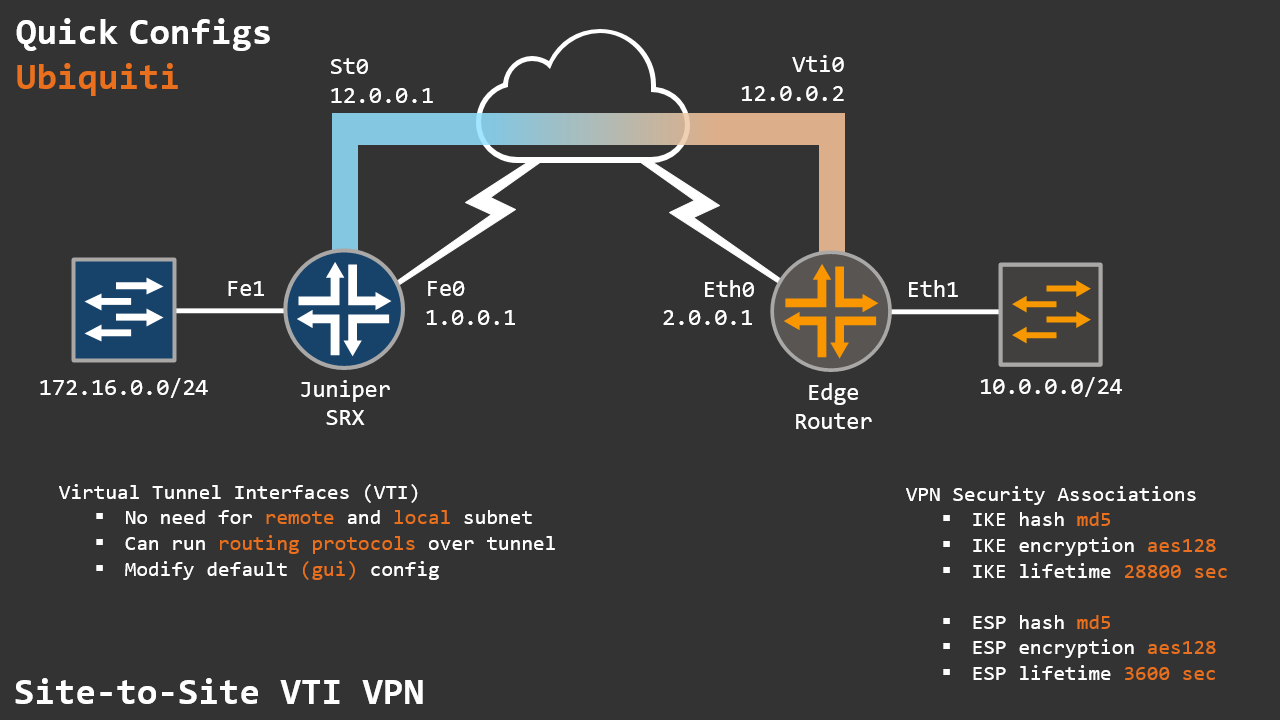 Quick Configs
Ubiquiti
St0
12.0.0.1
Vti0
12.0.0.2
Fe1
Fe0
1.0.0.1
Eth0
2.0.0.1
Eth1
172.16.0.0/24
Juniper
SRX
Edge
Router
10.0.0.0/24
Virtual Tunnel Interfaces (VTI)
▪ No need for remote and local subnet
▪ Can run routing protocols over tunnel
▪ Modify default (gui) config
VPN Security Associations
▪ IKE hash md5
▪ IKE encryption aes128
▪ IKE lifetime 28800 sec
▪ ESP hash md5
▪ ESP encryption aes128
▪ ESP lifetime 3600 sec
Site-to-Site VTI VPN